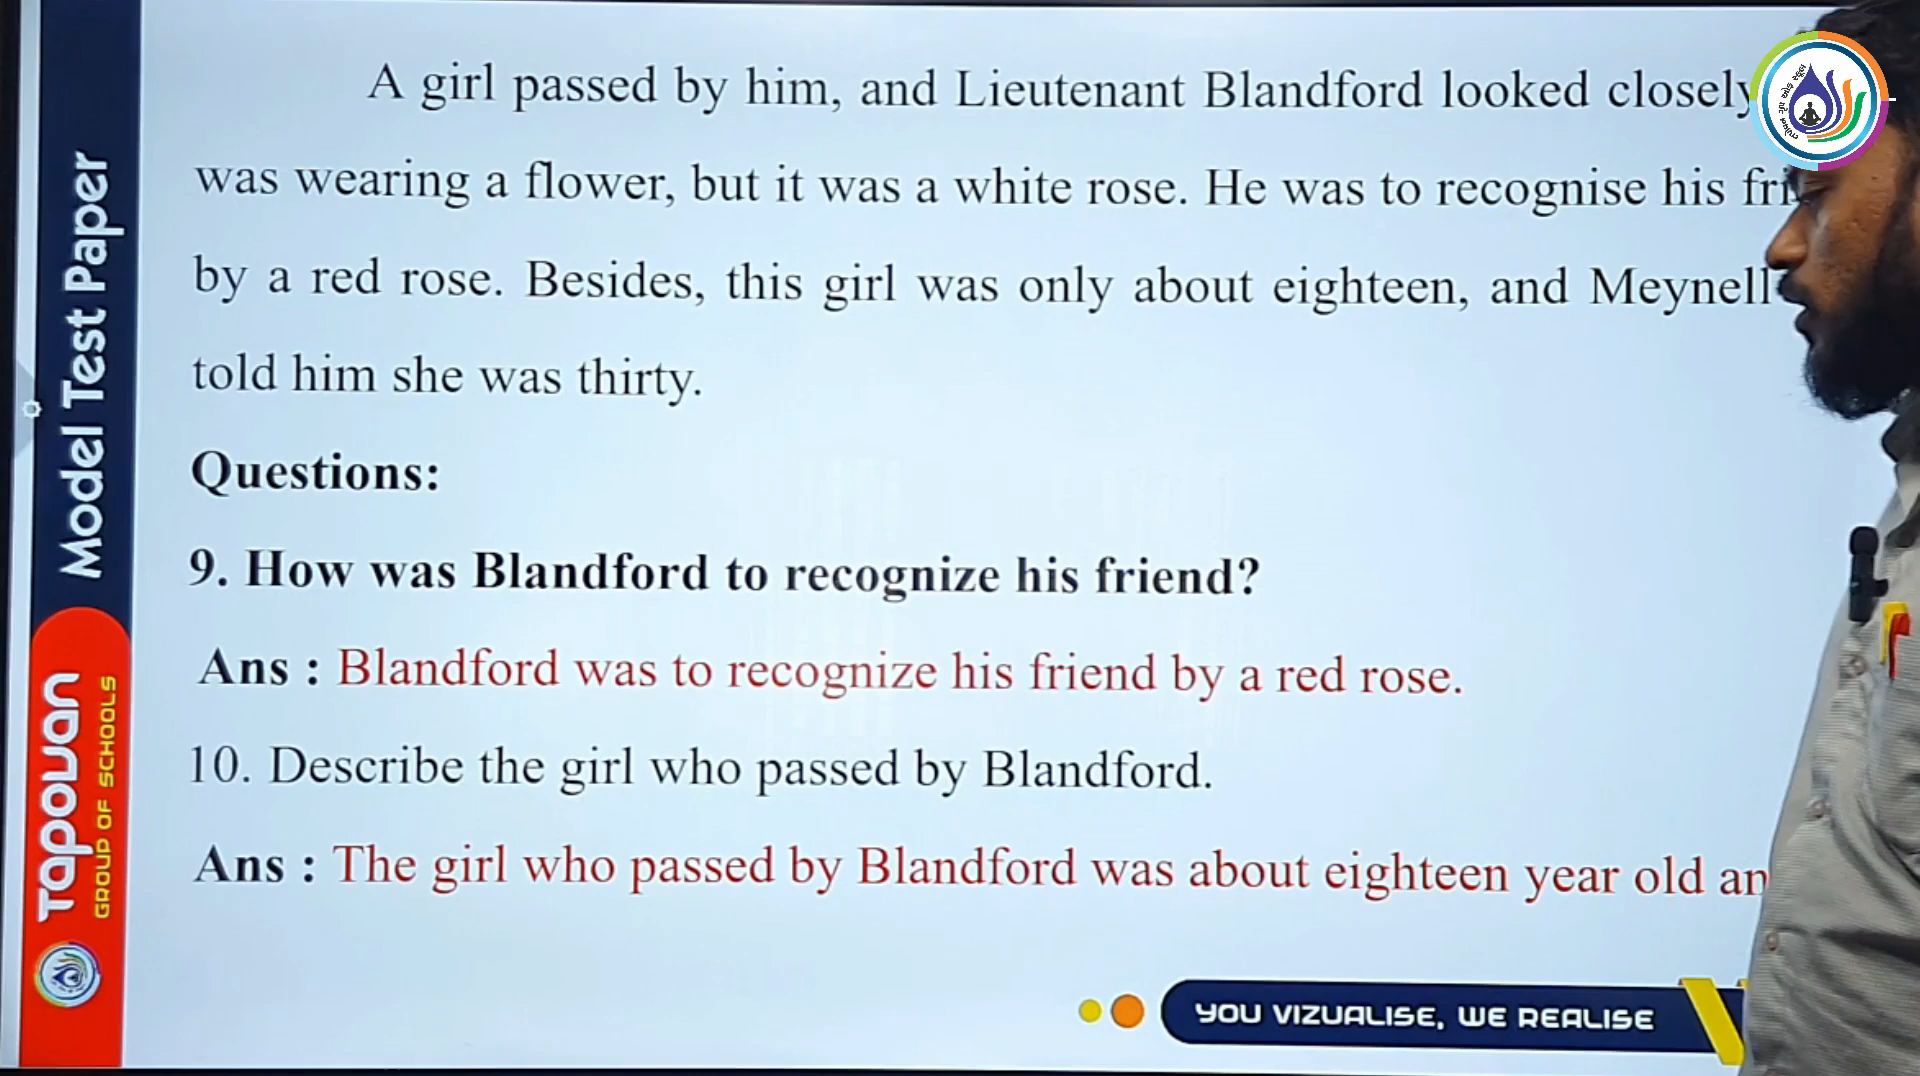 A girl passed by him, and Lieutenant Blandford looked closely
was wearing a flower, but it was a white rose. He was to recognise his
by a red rose. Besides, this girl was only about eighteen, and Meynell
told him she was thirty.
Questions:
9. How was Blandford to recognize his friend?
Ans : Blandford was to recognize his friend by a red rose.
10. Describe the girl who passed by Blandford.
Ans : The girl who passed by Blandford was about eighteen year old
YOU VIZUALISE, WE REALISE
Model Test Paper
TAPOVAN
GROUP OF SCHOOLS